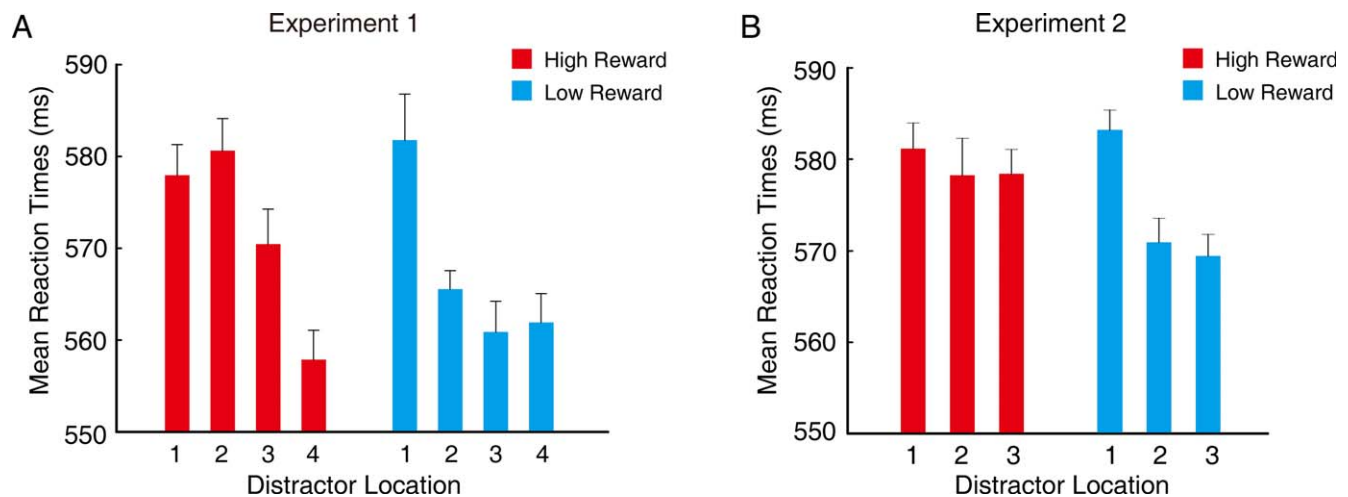 A
Experiment 1
High Reward
Low Reward
Mean Reaction Times (ms)
590
580
570
560
550
1 2 3 4 1 2 3 4
Distractor Location
B
Experiment 2
High Reward
Low Reward
Mean Reaction Times (ms)
590
580
570
560
550
1 2 3 1 2 3
Distractor Location